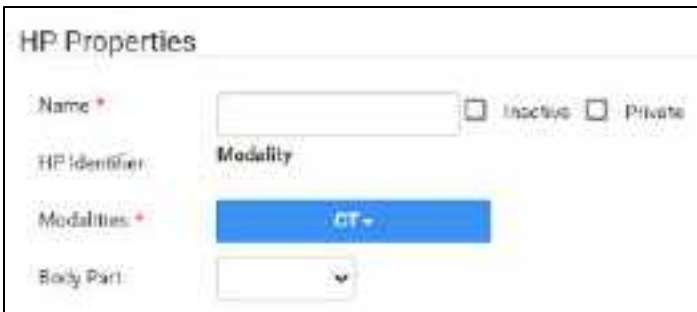 HP Properties
Name * Inactive Private
HP Identifier Modality
Modalities * CT
Body Part